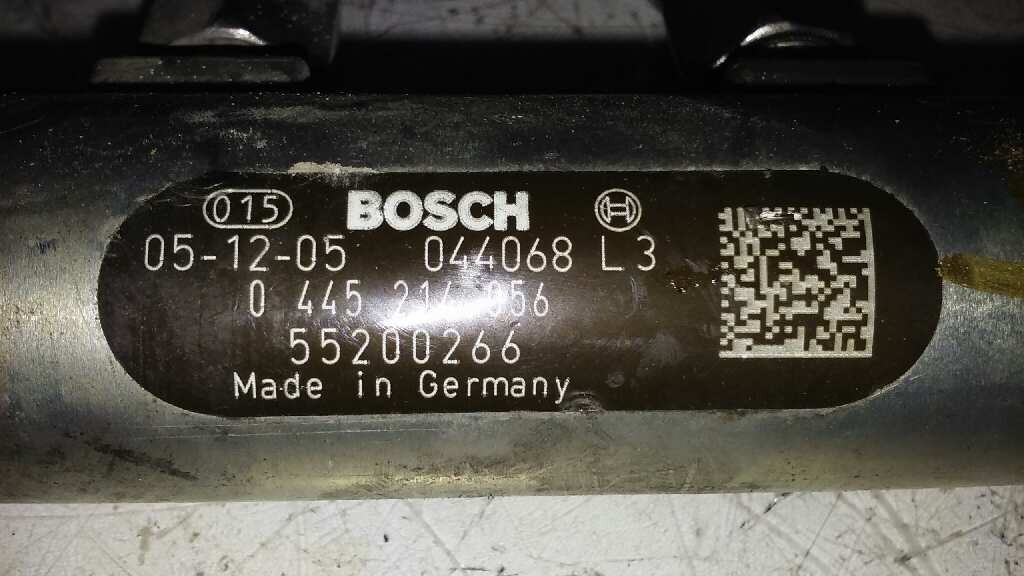 015 BOSCH
05-12-05 044068 L3
0 445 214 056
55200266
Made in Germany